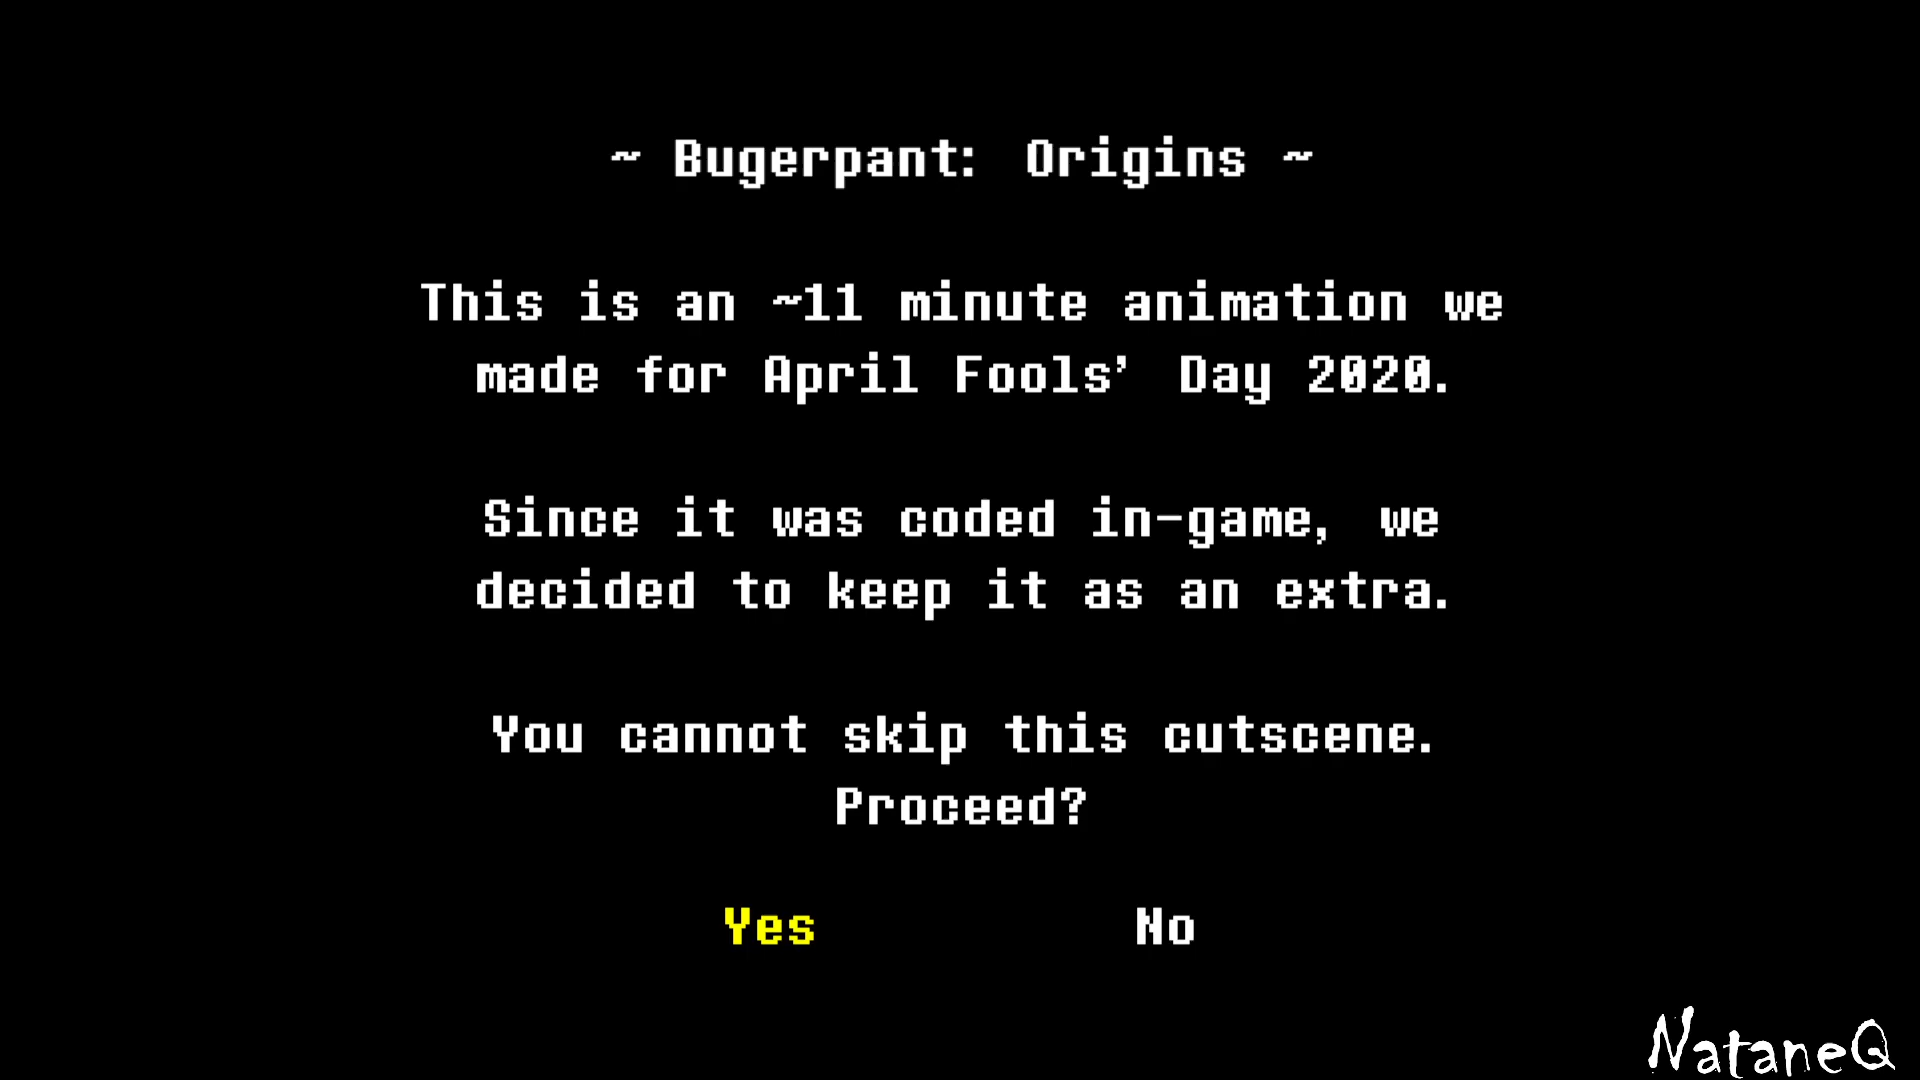 ~ Bugerpant: Origins ~
This is an ~11 minute animation we
made for April Fools' Day 2020.
Since it was coded in-game, we
decided to keep it as an extra.
You cannot skip this cutscene.
Proceed?
Yes No
NataneQ